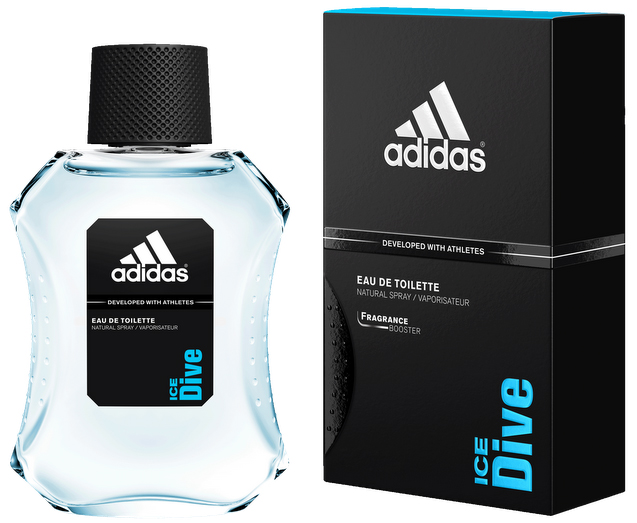 adidas
DEVELOPED WITH ATHLETES
EAU DE TOILETTE
NATURAL SPRAY / VAPORISATEUR
ICE
Dive
adidas®
DEVELOPED WITH ATHLETES
EAU DE TOILETTE
NATURAL SPRAY / VAPORISATEUR
FRAGRANCE
BOOSTER
ICE
Dive